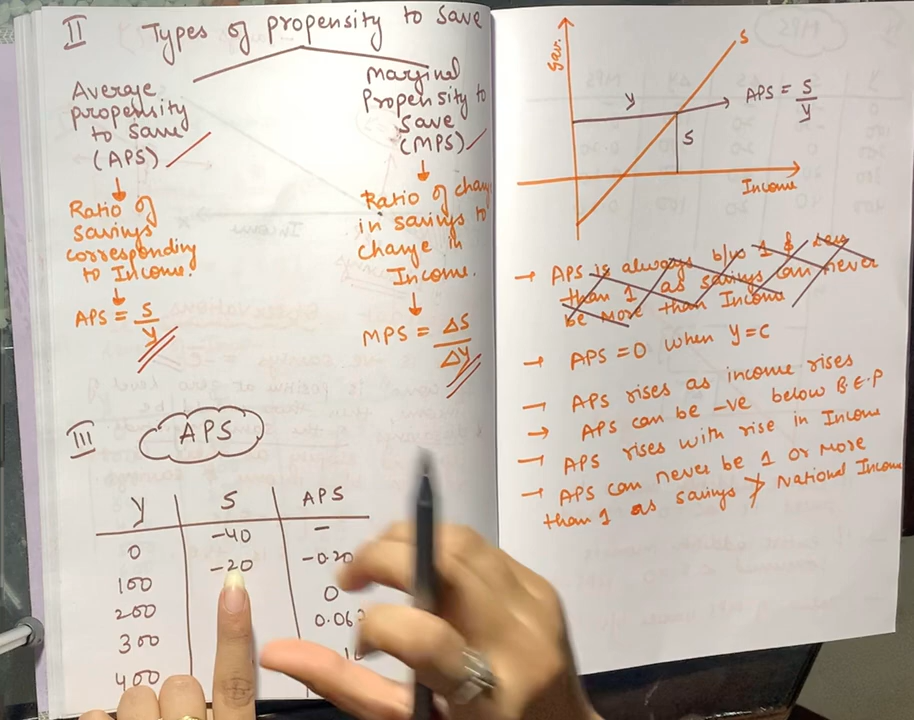 II Types of propensity to save
Average
propensity
to save
(APS)
Ratio of
savings
corresponding
to Income.
APS = S/Y
Marginal
Propensity to
save
(MPS)
Ratio of change
in savings to
change in
Income.
MPS = ΔS/ΔY
III APS
Y S APS
0 -40 -
100 -20 -0.20
200 0
300 0.06
400
Sav.
S
Y
APS = S/Y
S
Income
→ APS is always b/w 1 & less
than 1 as savings can never
be more than Income
→ APS = 0 when Y=C
→ APS rises as income rises
→ APS can be -ve below B.E.P
→ APS rises with rise in Income
→ APS can never be 1 or more
than 1 as savings ≯ National Income